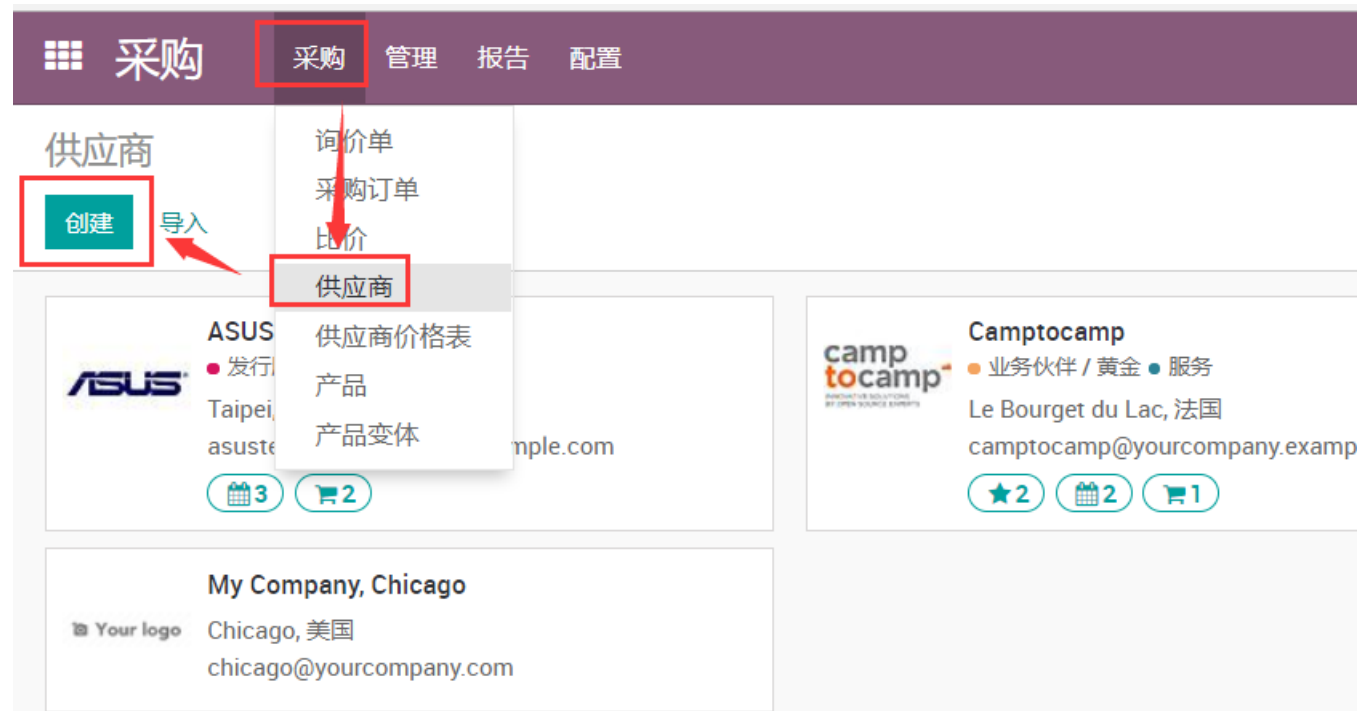 采购 采购 管理 报告 配置
供应商
创建 导入
询价单
采购订单
比价
供应商
供应商价格表
产品
产品变体
ASUS
ASUS
发行
Taipei,
asuste mple.com
3 2
camp
tocamp
Camptocamp
业务伙伴 / 黄金 服务
Le Bourget du Lac, 法国
camptocamp@yourcompany.examp
2 2 1
Your logo
My Company, Chicago
Chicago, 美国
chicago@yourcompany.com